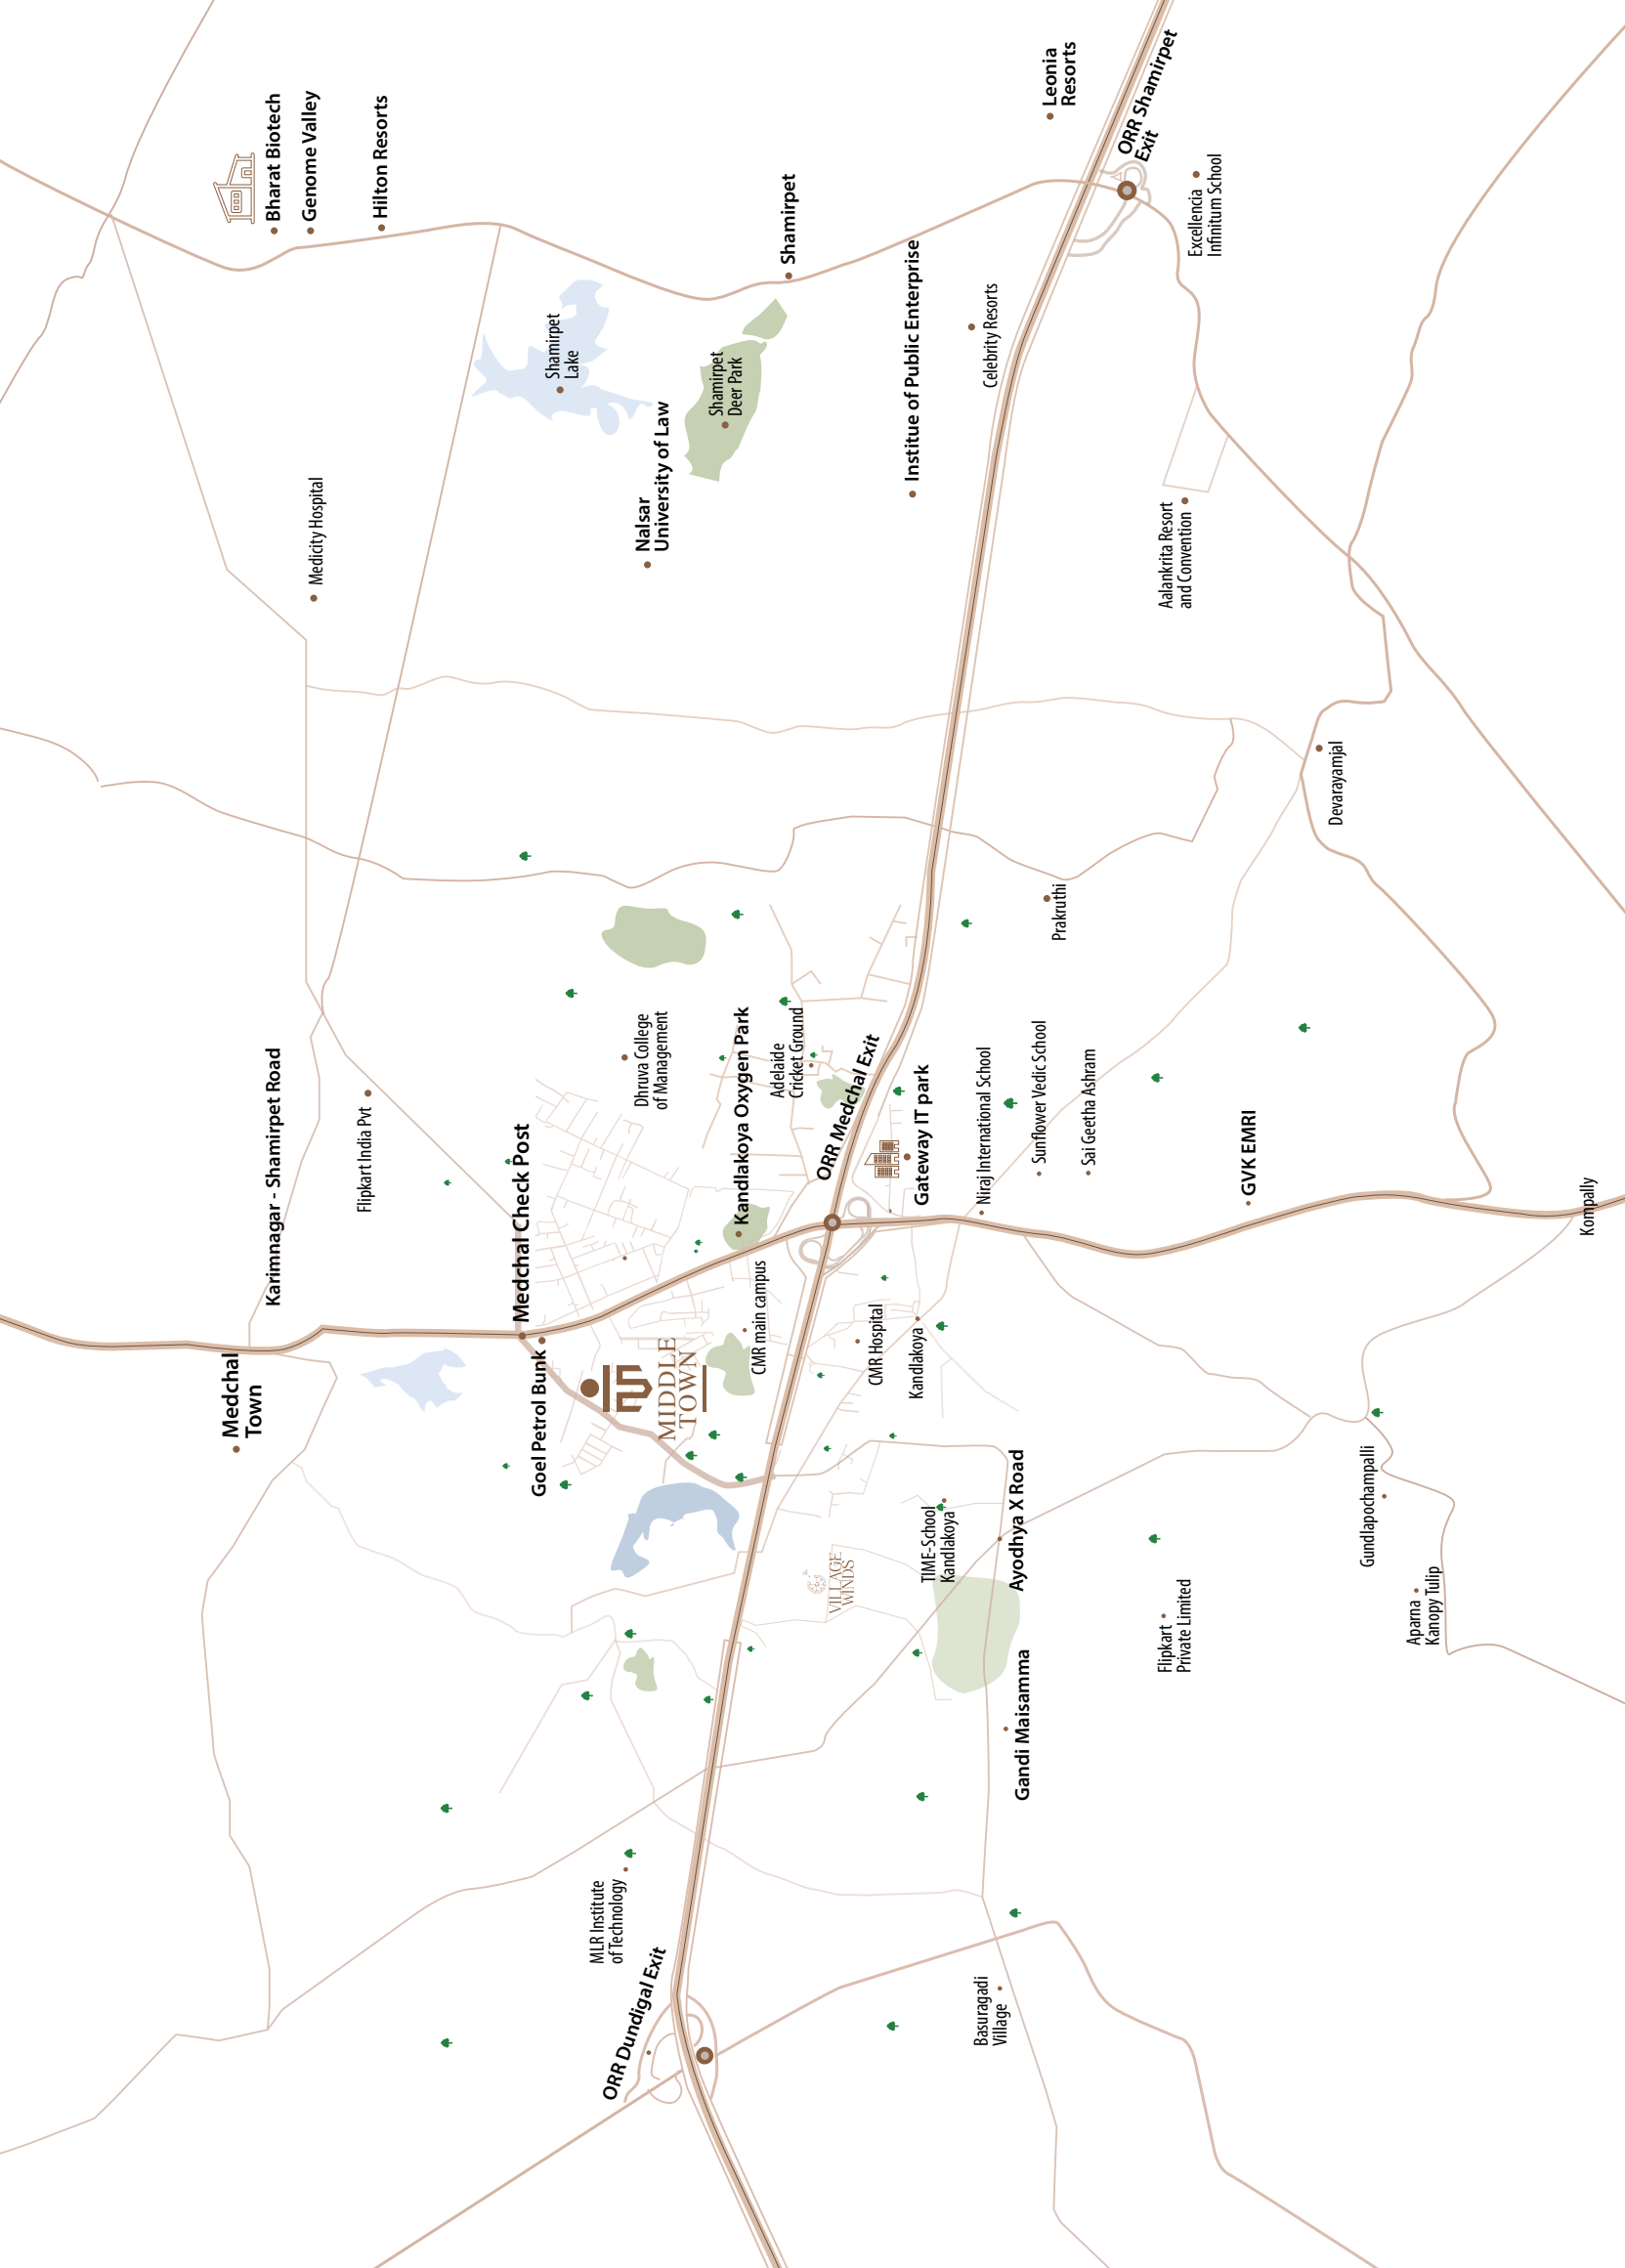 Bharat Biotech
Genome Valley
Hilton Resorts
Leonia
Resorts
ORR Shamirpet
Exit
Excellencia
Infinitum School
Shamirpet
Shamirpet
Lake
Shamirpet
Deer Park
Institue of Public Enterprise
Celebrity Resorts
Nalsar
University of Law
Medicity Hospital
Aalankrita Resort
and Convention
Devarayamjal
Prakruthi
Karimnagar - Shamirpet Road
Flipkart India Pvt
Dhruva College
of Management
Kandlakoya Oxygen Park
Adelaide
Cricket Ground
ORR Medchal Exit
Gateway IT park
Niraj International School
Sunflower Vedic School
Sai Geetha Ashram
GVK EMRI
Kompally
Medchal Check Post
Medchal
Town
Goel Petrol Bunk
MIDDLE
TOWN
CMR main campus
CMR Hospital
Kandlakoya
Gundlapochampalli
Ayodhya X Road
TIME-School
Kandlakoya
VILLAGE
WINDS
Aparna
Kanopy Tulip
Flipkart
Private Limited
Gandi Maisamma
MLR Institute
of Technology
ORR Dundigal Exit
Basuragadi
Village